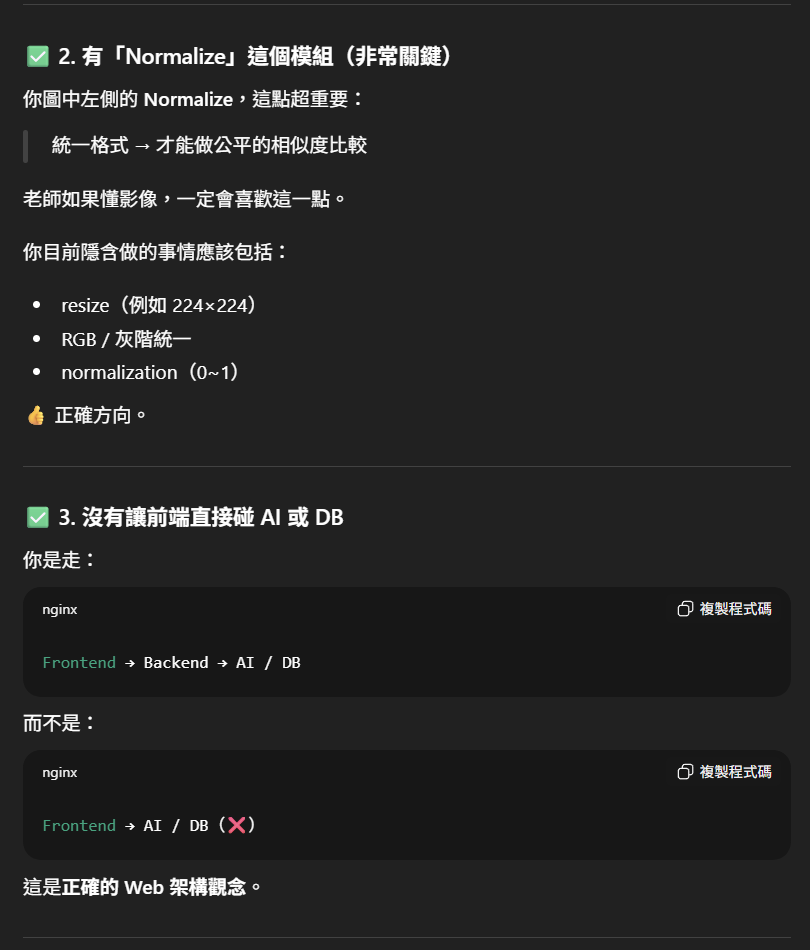 ✅ 2. 有「Normalize」這個模組（非常關鍵）
你圖中左側的 Normalize，這點超重要：
統一格式 → 才能做公平的相似度比較
老師如果懂影像，一定會喜歡這一點。
你目前隱含做的事情應該包括：
• resize（例如 224×224）
• RGB / 灰階統一
• normalization（0~1）
👍 正確方向。
✅ 3. 沒有讓前端直接碰 AI 或 DB
你是走：
nginx 複製程式碼
Frontend → Backend → AI / DB
而不是：
nginx 複製程式碼
Frontend → AI / DB（❌）
這是正確的 Web 架構觀念。